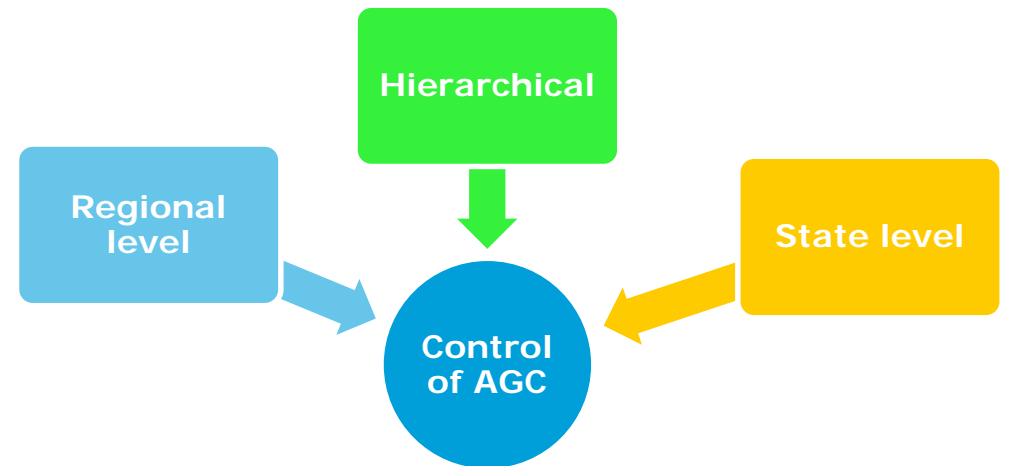 Hierarchical
Regional
level
State level
Control
of AGC